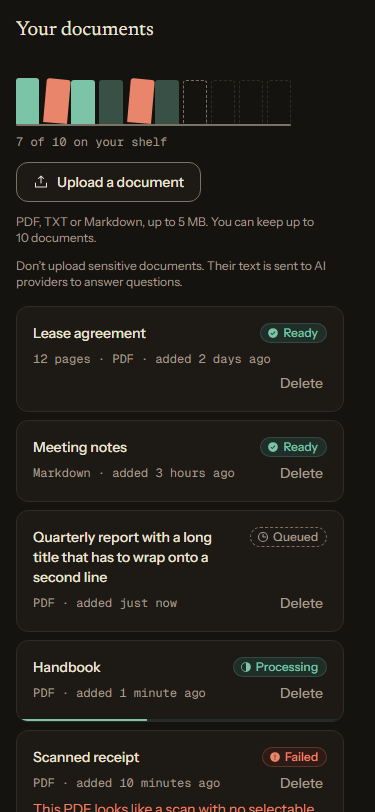 Your documents
7 of 10 on your shelf
Upload a document
PDF, TXT or Markdown, up to 5 MB. You can keep up to
10 documents.
Don't upload sensitive documents. Their text is sent to AI
providers to answer questions.
Lease agreement
Ready
12 pages · PDF · added 2 days ago
Delete
Meeting notes
Ready
Markdown · added 3 hours ago
Delete
Quarterly report with a long
title that has to wrap onto a
second line
Queued
PDF · added just now
Delete
Handbook
Processing
PDF · added 1 minute ago
Delete
Scanned receipt
Failed
PDF · added 10 minutes ago
Delete
This PDF looks like a scan with no selectable